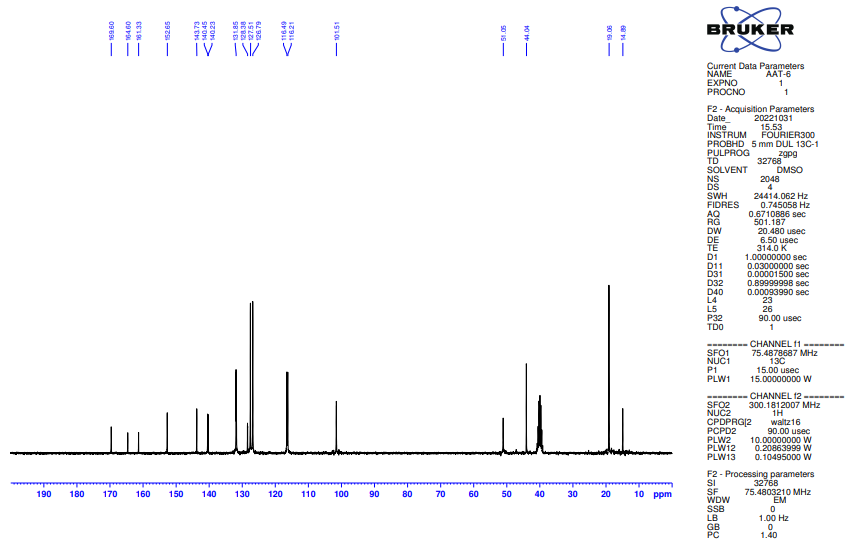 169.60
164.60
161.33
152.65
143.73
140.45
140.23
131.85
128.38
127.51
126.79
116.49
116.21
101.51
51.05
44.04
19.06
14.89
BRUKER
Current Data Parameters
NAME AAT-6
EXPNO 1
PROCNO 1
F2 - Acquisition Parameters
Date_ 20221031
Time 15.53
INSTRUM FOURIER300
PROBHD 5 mm DUL 13C-1
PULPROG zgpg
TD 32768
SOLVENT DMSO
NS 2048
DS 4
SWH 24414.062 Hz
FIDRES 0.745058 Hz
AQ 0.6710886 sec
RG 501.187
DW 20.480 usec
DE 6.50 usec
TE 314.0 K
D1 1.00000000 sec
D11 0.03000000 sec
D31 0.00001500 sec
D32 0.89999998 sec
D40 0.00093990 sec
L4 23
L5 26
P32 90.00 usec
TD0 1
======== CHANNEL f1 ========
SFO1 75.4878687 MHz
NUC1 13C
P1 15.00 usec
PLW1 15.00000000 W
======== CHANNEL f2 ========
SFO2 300.1812007 MHz
NUC2 1H
CPDPRG[2 waltz16
PCPD2 90.00 usec
PLW2 10.00000000 W
PLW12 0.20863999 W
PLW13 0.10495000 W
F2 - Processing parameters
SI 32768
SF 75.4803210 MHz
WDW EM
SSB 0
LB 1.00 Hz
GB 0
PC 1.40
190 180 170 160 150 140 130 120 110 100 90 80 70 60 50 40 30 20 10 ppm